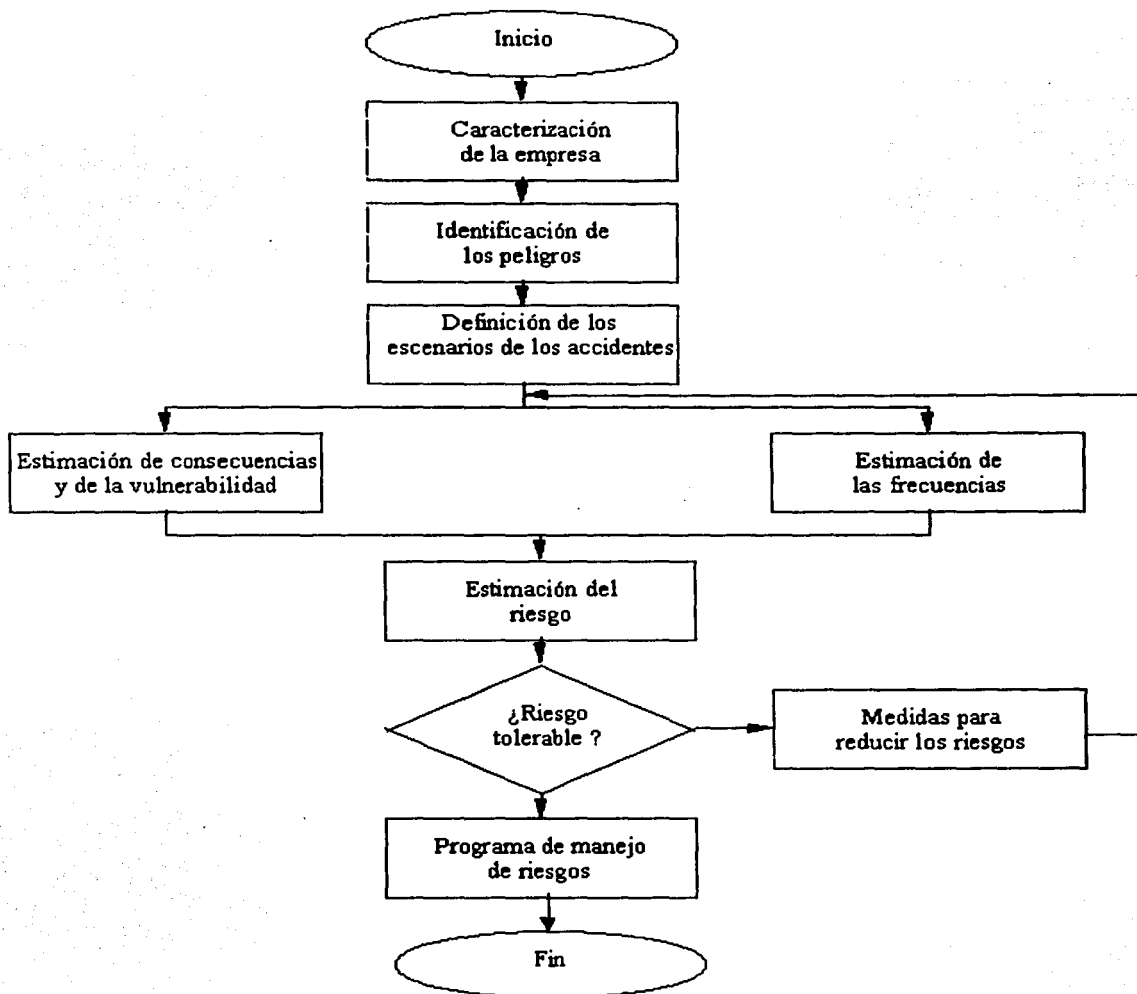 Inicio
Caracterización
de la empresa
Identificación de
los peligros
Definición de los
escenarios de los accidentes
Estimación de consecuencias
y de la vulnerabilidad
Estimación de
las frecuencias
Estimación del
riesgo
¿Riesgo
tolerable ?
Medidas para
reducir los riesgos
Programa de manejo
de riesgos
Fin